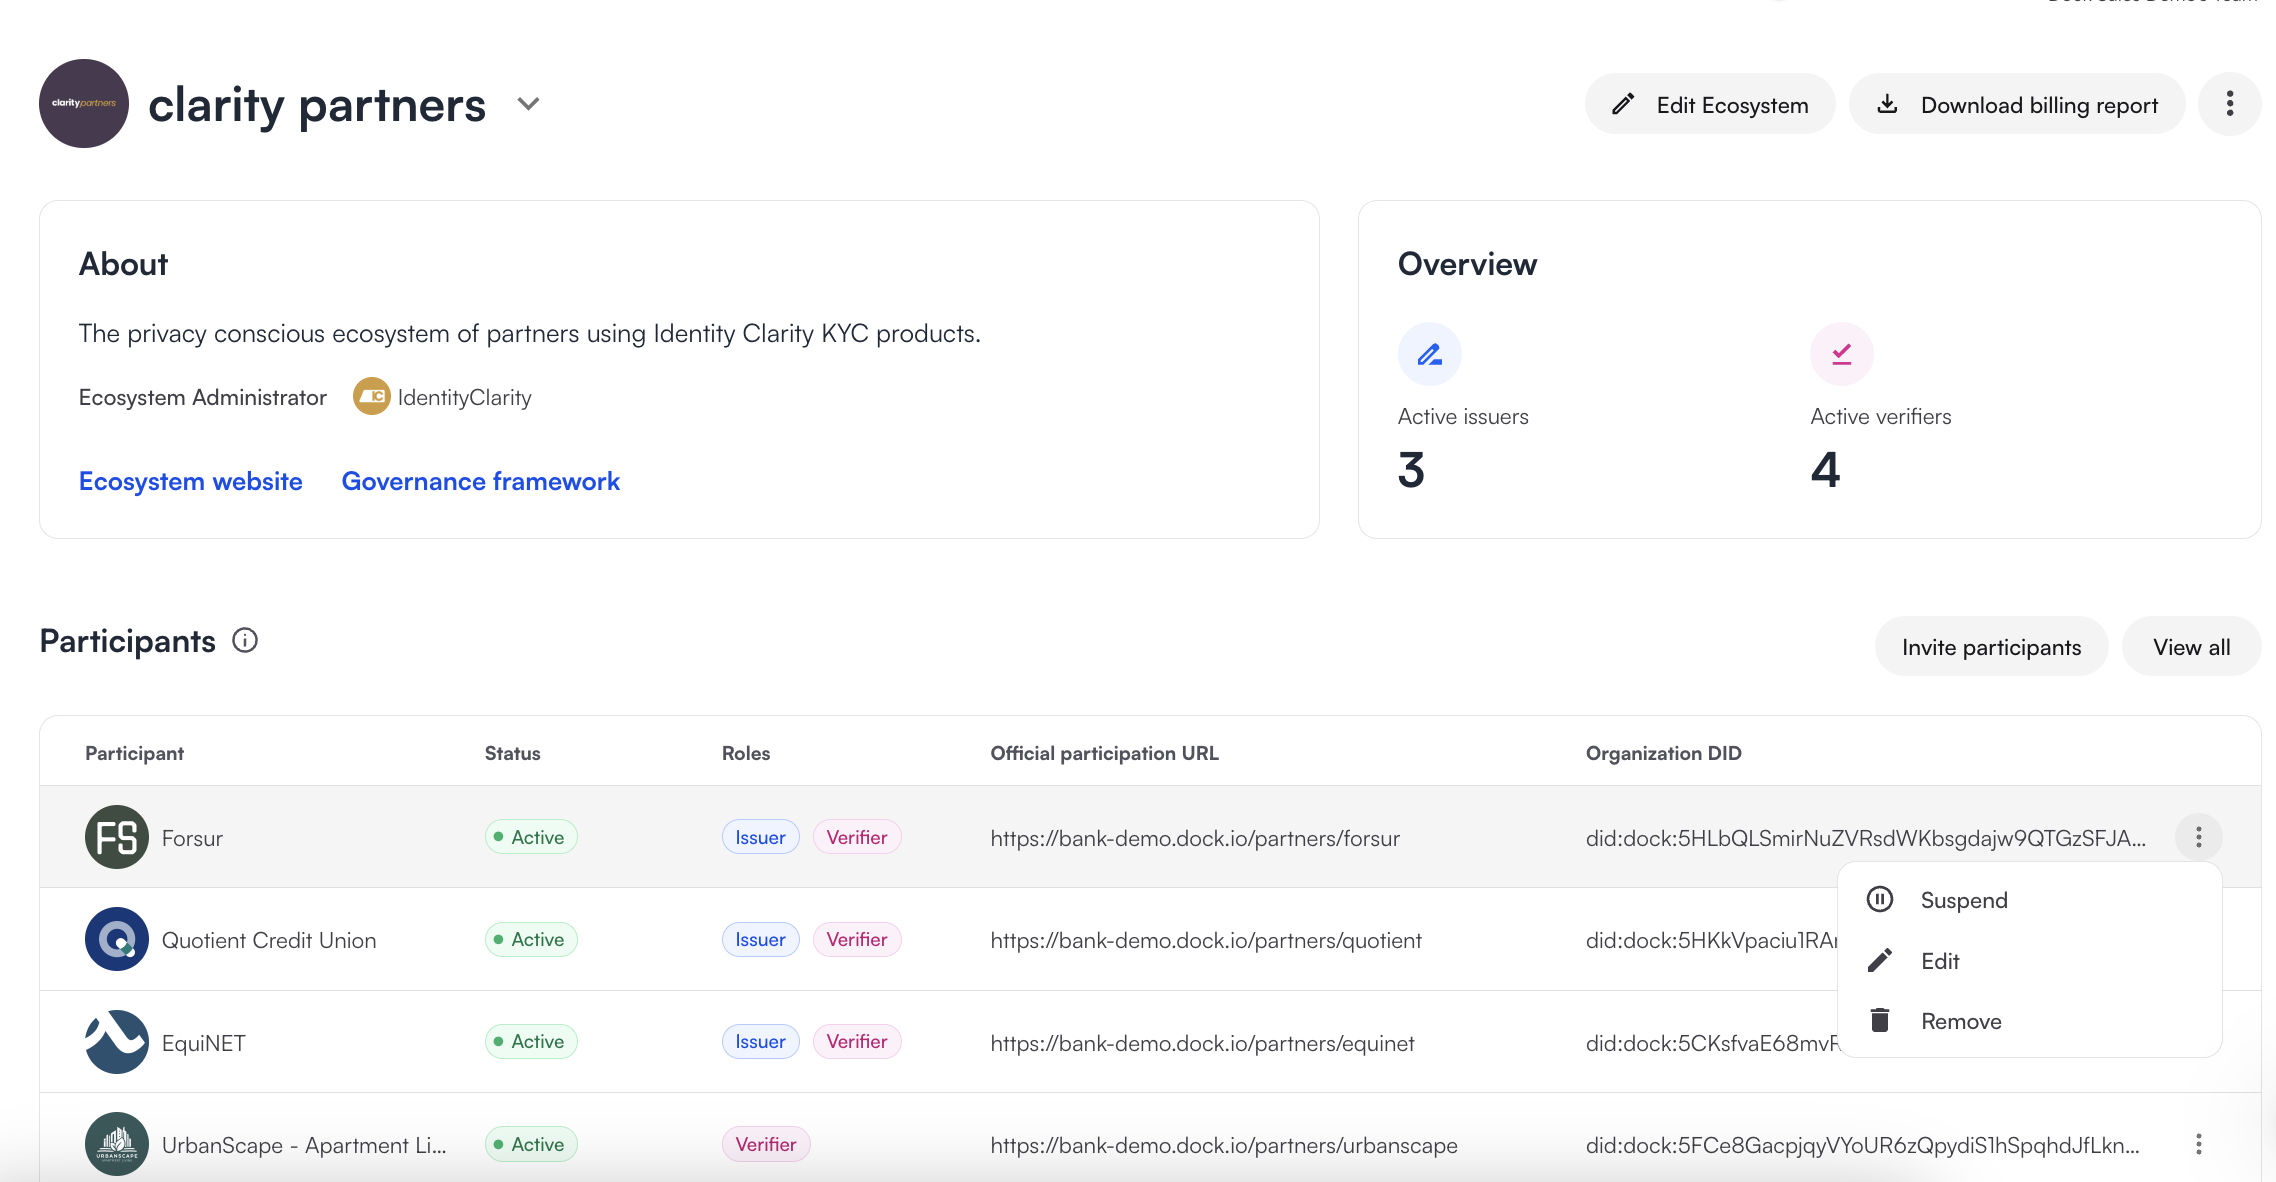 claritypartners
clarity partners
Edit Ecosystem
Download billing report
About
The privacy conscious ecosystem of partners using Identity Clarity KYC products.
Ecosystem Administrator
IdentityClarity
Ecosystem website
Governance framework
Overview
Active issuers
3
Active verifiers
4
Participants
Invite participants
View all
Participant Status Roles Official participation URL Organization DID
FS Forsur Active Issuer Verifier https://bank-demo.dock.io/partners/forsur did:dock:5HLbQLSmirNuZVRsdWKbsgdajw9QTGzSFJA...
Quotient Credit Union Active Issuer Verifier https://bank-demo.dock.io/partners/quotient did:dock:5HKkVpaciu1RAr
EquiNET Active Issuer Verifier https://bank-demo.dock.io/partners/equinet did:dock:5CKsfvaE68mvF
UrbanScape - Apartment Li... Active Verifier https://bank-demo.dock.io/partners/urbanscape did:dock:5FCe8GacpjqyVYoUR6zQpydiS1hSpqhdJfLkn...
Suspend
Edit
Remove